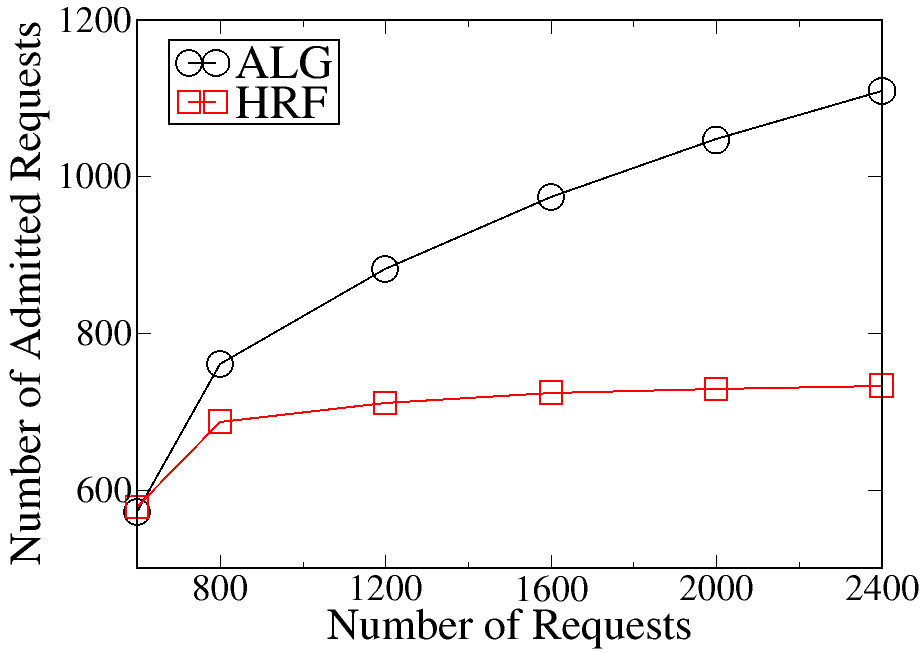 1200
1000
800
600
Number of Admitted Requests
ALG
HRF
800
1200
1600
2000
2400
Number of Requests